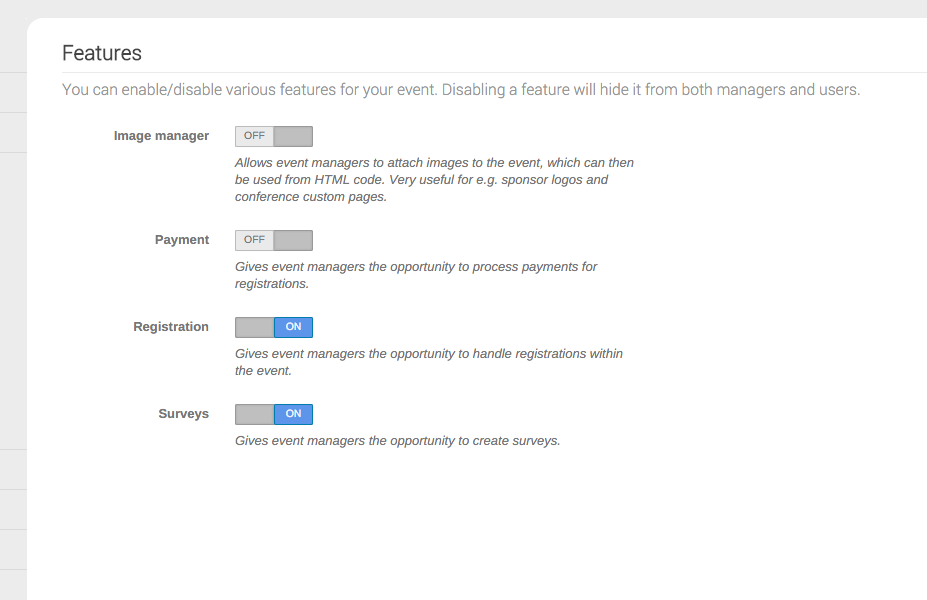 Features
You can enable/disable various features for your event. Disabling a feature will hide it from both managers and users.
Image manager OFF
Allows event managers to attach images to the event, which can then
be used from HTML code. Very useful for e.g. sponsor logos and
conference custom pages.
Payment OFF
Gives event managers the opportunity to process payments for
registrations.
Registration ON
Gives event managers the opportunity to handle registrations within
the event.
Surveys ON
Gives event managers the opportunity to create surveys.